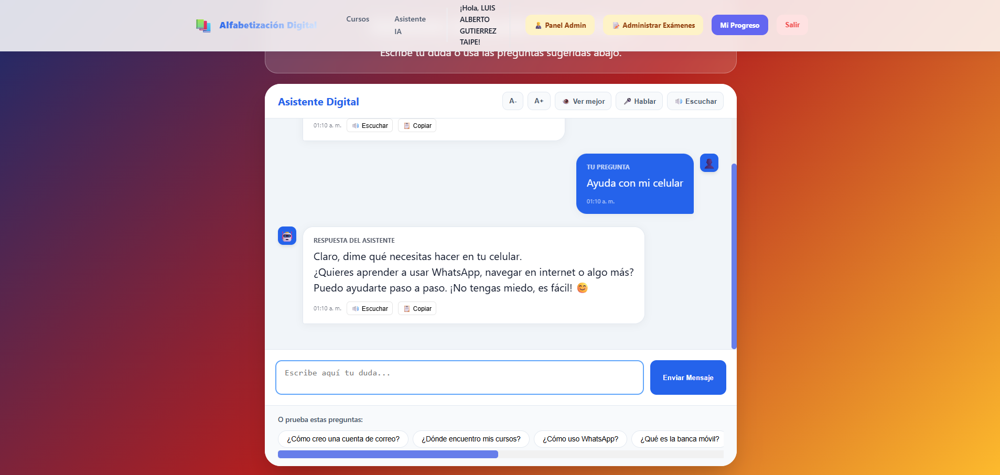 Alfabetización Digital
Cursos
Asistente
IA
¡Hola, LUIS
ALBERTO
GUTIERREZ
TAIPE!
Panel Admin
Administrar Exámenes
Mi Progreso
Salir
Escribe tu duda o usa las preguntas sugeridas abajo.
Asistente Digital
A-
A+
Ver mejor
Hablar
Escuchar
01:10 a. m.
Escuchar
Copiar
TU PREGUNTA
Ayuda con mi celular
01:10 a. m.
RESPUESTA DEL ASISTENTE
Claro, dime qué necesitas hacer en tu celular.
¿Quieres aprender a usar WhatsApp, navegar en internet o algo más?
Puedo ayudarte paso a paso. ¡No tengas miedo, es fácil! 😊
01:10 a. m.
Escuchar
Copiar
Escribe aquí tu duda...
Enviar Mensaje
O prueba estas preguntas:
¿Cómo creo una cuenta de correo?
¿Dónde encuentro mis cursos?
¿Cómo uso WhatsApp?
¿Qué es la banca móvil?